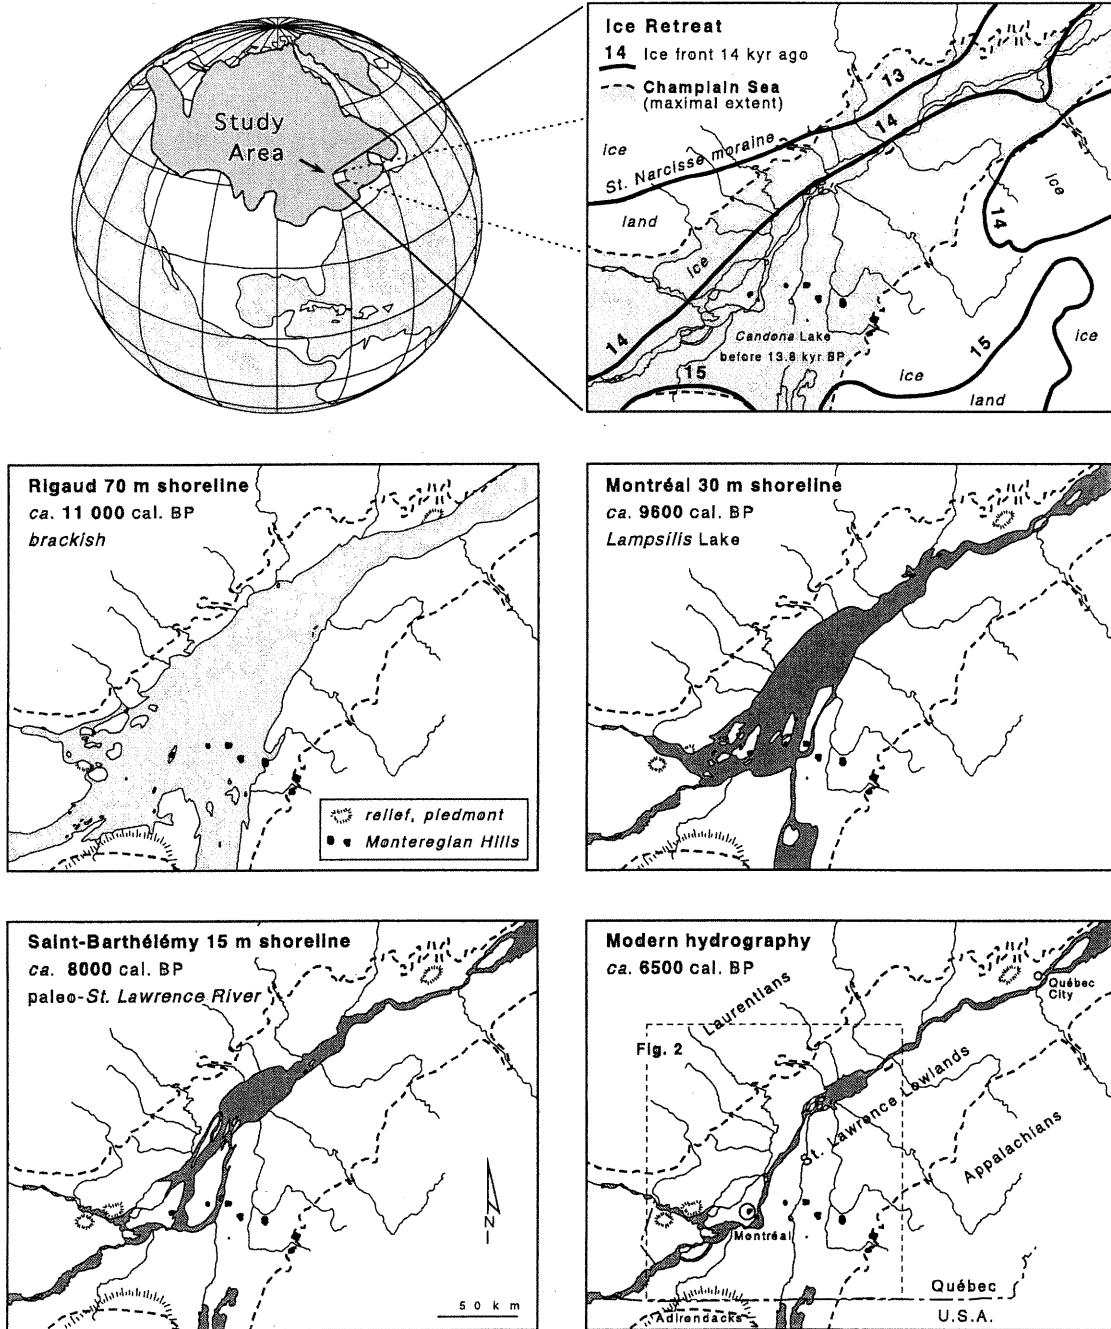 Study
Area
Ice Retreat
14 Ice front 14 kyr ago
Champlain Sea
(maximal extent)
13
14
ice
St. Narcisse moraine
land
ice
14
ice
14
Candona Lake
before 13.8 kyr BP
15
15
ice
ice
land
Rigaud 70 m shoreline
ca. 11 000 cal. BP
brackish
relief, piedmont
Monteregian Hills
Montréal 30 m shoreline
ca. 9600 cal. BP
Lampsilis Lake
Saint-Barthélémy 15 m shoreline
ca. 8000 cal. BP
paleo-St. Lawrence River
N
50 km
Modern hydrography
ca. 6500 cal. BP
Québec
City
Laurentians
Fig. 2
St. Lawrence Lowlands
Appalachians
Montréal
Québec
Adirondacks
U.S.A.